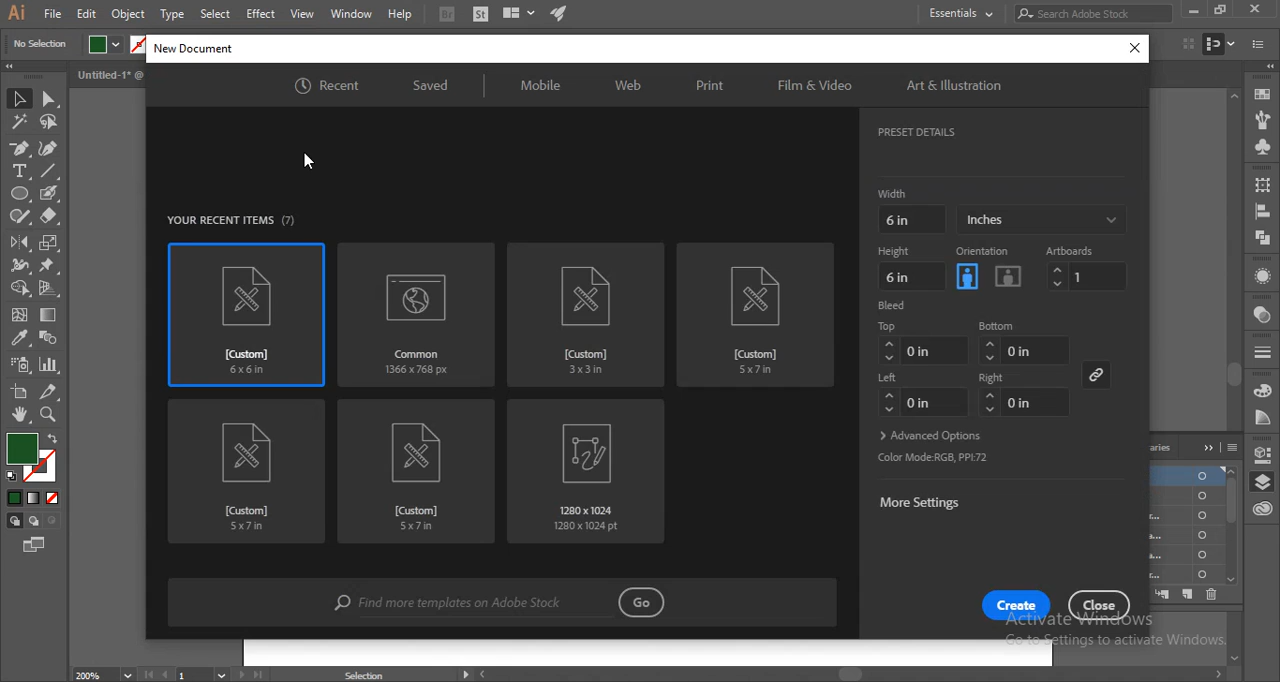 Ai File Edit Object Type Select Effect View Window Help Br St Essentials Search Adobe Stock
No Selection
New Document
Untitled-1* @
Recent Saved Mobile Web Print Film & Video Art & Illustration
PRESET DETAILS
Width
6 in Inches
Height Orientation Artboards
6 in 1
Bleed
Top Bottom
0 in 0 in
Left Right
0 in 0 in
Advanced Options
Color Mode:RGB, PPI:72
More Settings
YOUR RECENT ITEMS (7)
[Custom]
6 x 6 in
Common
1366 x 768 px
[Custom]
3 x 3 in
[Custom]
5 x 7 in
[Custom]
5 x 7 in
[Custom]
5 x 7 in
1280 x 1024
1280 x 1024 pt
Find more templates on Adobe Stock Go
Create Close
aries
T
Activate Windows
Go to Settings to activate Windows.
200% 1 Selection